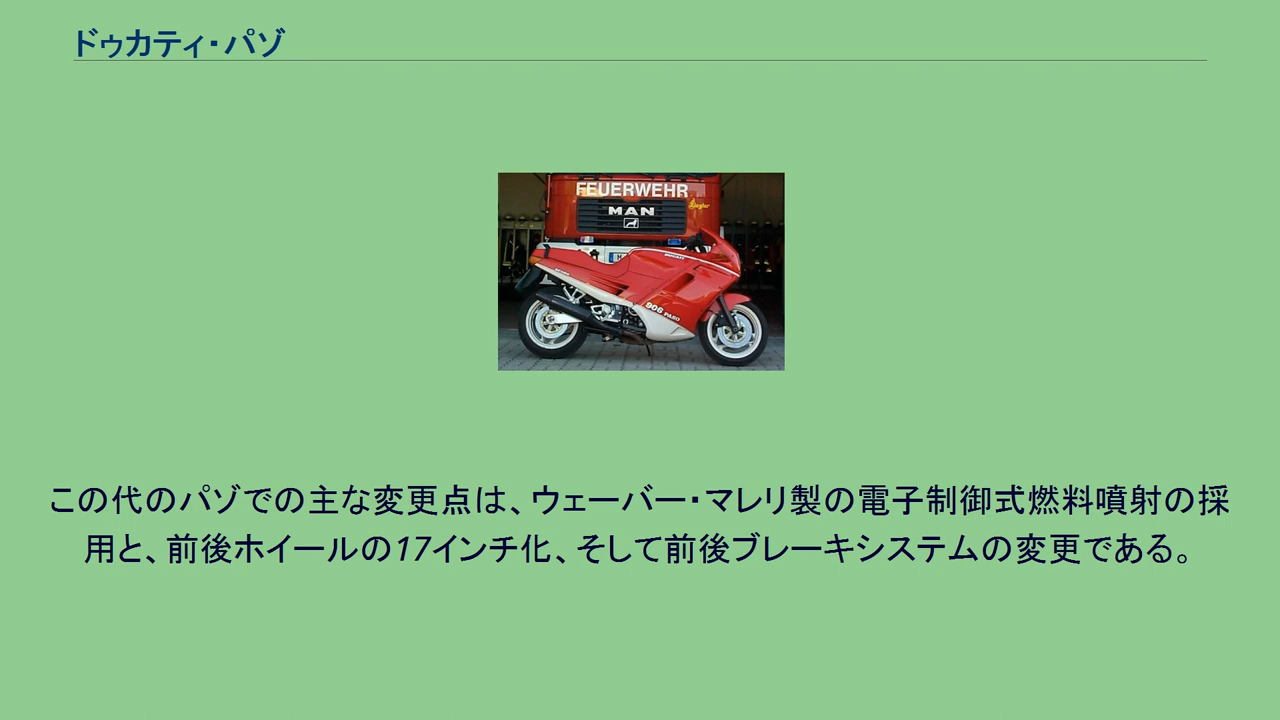 ドゥカティ・パゾ
FEUERWEHR
Ziegler
MAN
DUCATI
906 PASO
この代のパゾでの主な変更点は、ウェーバー・マレリ製の電子制御式燃料噴射の採
用と、前後ホイールの17インチ化、そして前後ブレーキシステムの変更である。